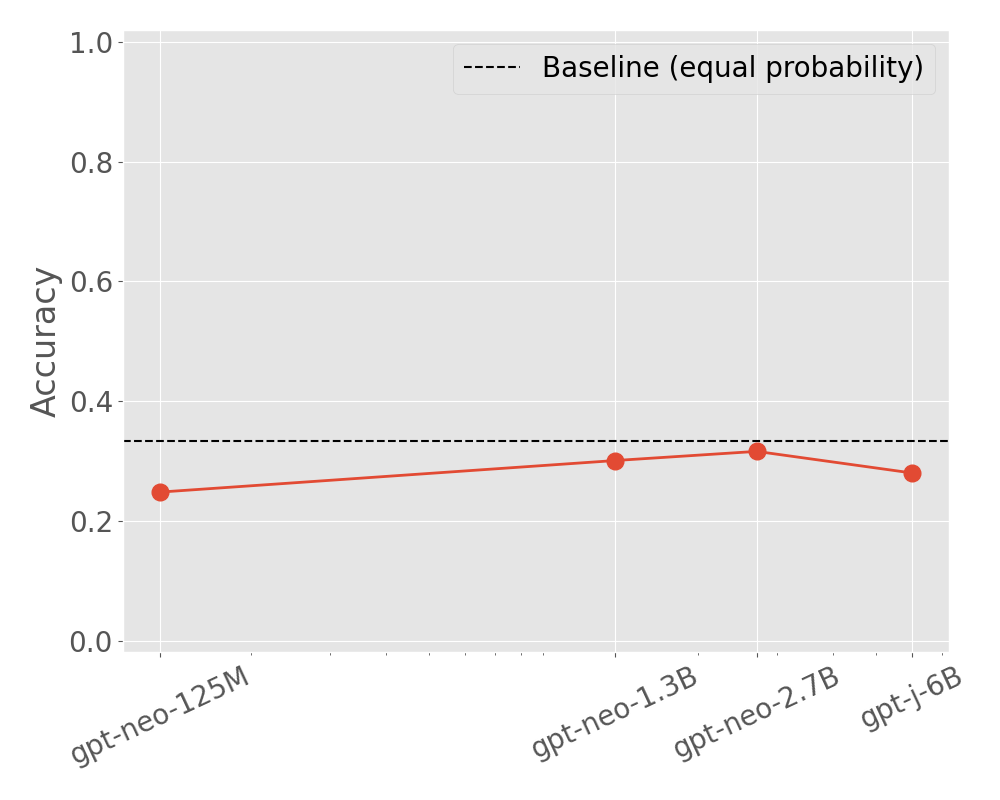 Baseline (equal probability)
Accuracy
1.0
0.8
0.6
0.4
0.2
0.0
gpt-neo-125M
gpt-neo-1.3B
gpt-neo-2.7B
gpt-j-6B